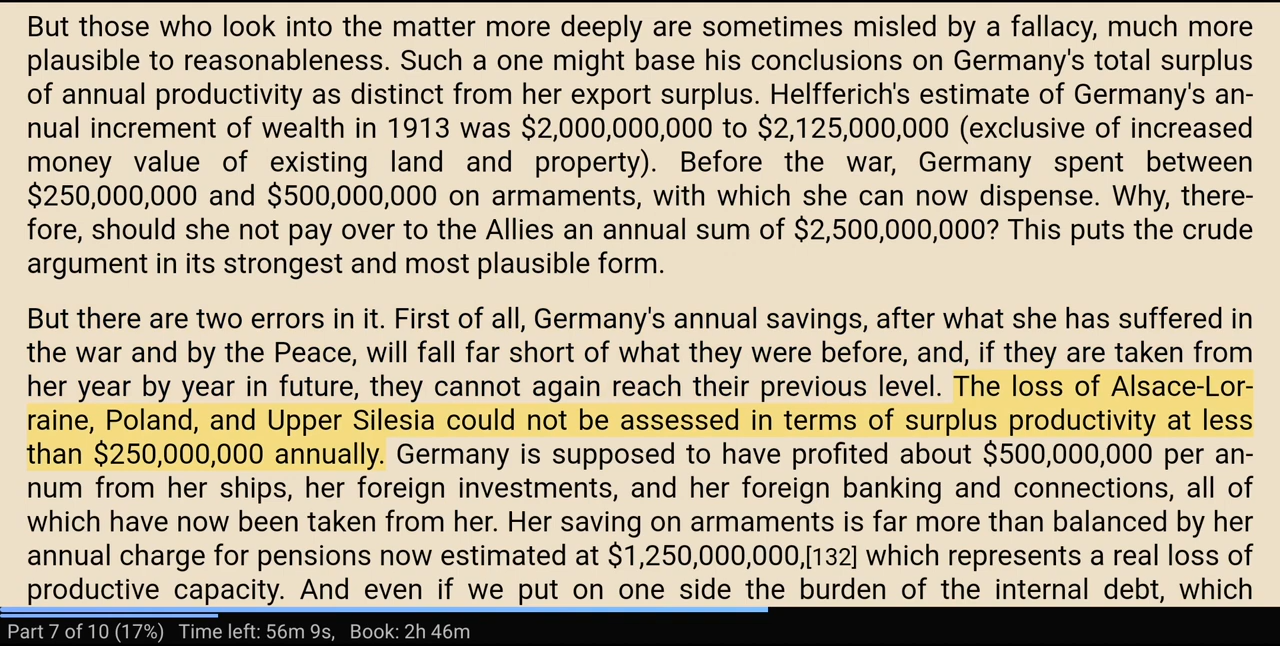 But those who look into the matter more deeply are sometimes misled by a fallacy, much more
plausible to reasonableness. Such a one might base his conclusions on Germany's total surplus
of annual productivity as distinct from her export surplus. Helfferich's estimate of Germany's an-
nual increment of wealth in 1913 was $2,000,000,000 to $2,125,000,000 (exclusive of increased
money value of existing land and property). Before the war, Germany spent between
$250,000,000 and $500,000,000 on armaments, with which she can now dispense. Why, there-
fore, should she not pay over to the Allies an annual sum of $2,500,000,000? This puts the crude
argument in its strongest and most plausible form.
But there are two errors in it. First of all, Germany's annual savings, after what she has suffered in
the war and by the Peace, will fall far short of what they were before, and, if they are taken from
her year by year in future, they cannot again reach their previous level. The loss of Alsace-Lor-
raine, Poland, and Upper Silesia could not be assessed in terms of surplus productivity at less
than $250,000,000 annually. Germany is supposed to have profited about $500,000,000 per an-
num from her ships, her foreign investments, and her foreign banking and connections, all of
which have now been taken from her. Her saving on armaments is far more than balanced by her
annual charge for pensions now estimated at $1,250,000,000,[132] which represents a real loss of
productive capacity. And even if we put on one side the burden of the internal debt, which
Part 7 of 10 (17%) Time left: 56m 9s, Book: 2h 46m